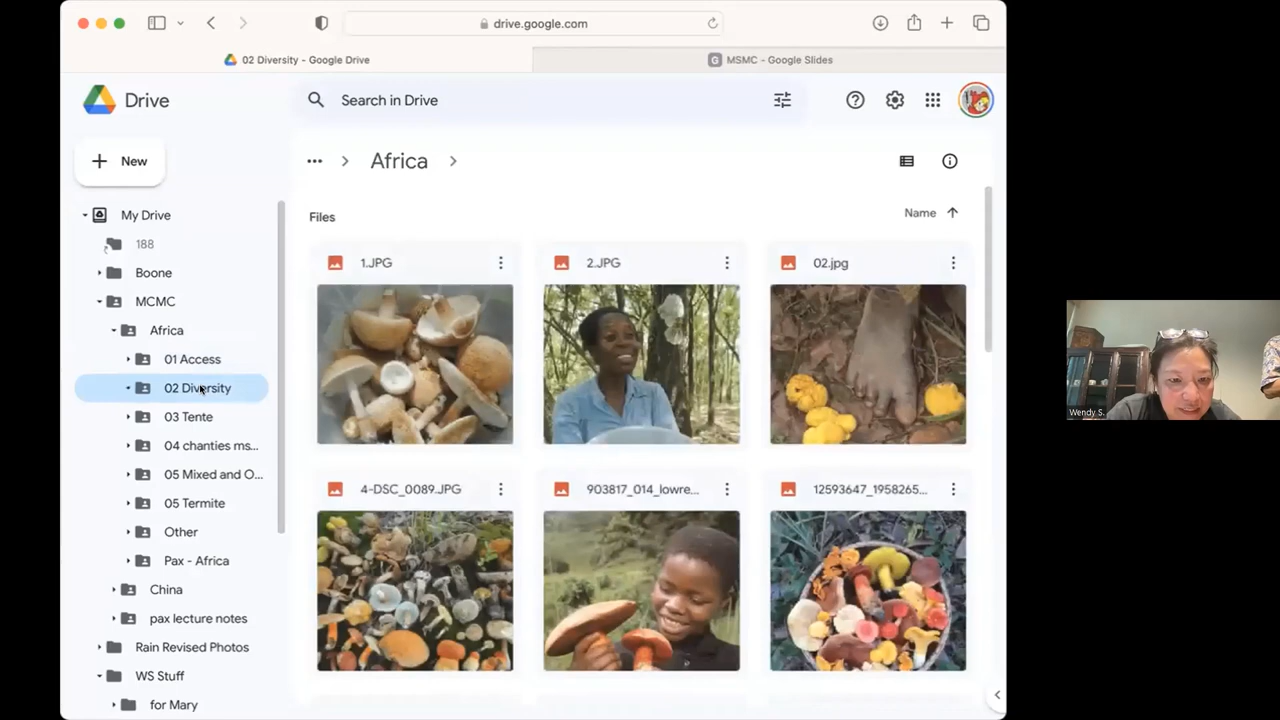 drive.google.com
02 Diversity - Google Drive
G MSMC - Google Slides
Drive
Search in Drive
New
Africa
My Drive
188
Boone
MCMC
Africa
01 Access
02 Diversity
03 Tente
04 chanties ms...
05 Mixed and O...
05 Termite
Other
Pax - Africa
China
pax lecture notes
Rain Revised Photos
WS Stuff
for Mary
Files
Name
1.JPG
2.JPG
02.jpg
4-DSC_0089.JPG
903817_014_lowre...
12593647_1958265...
Wendy S.